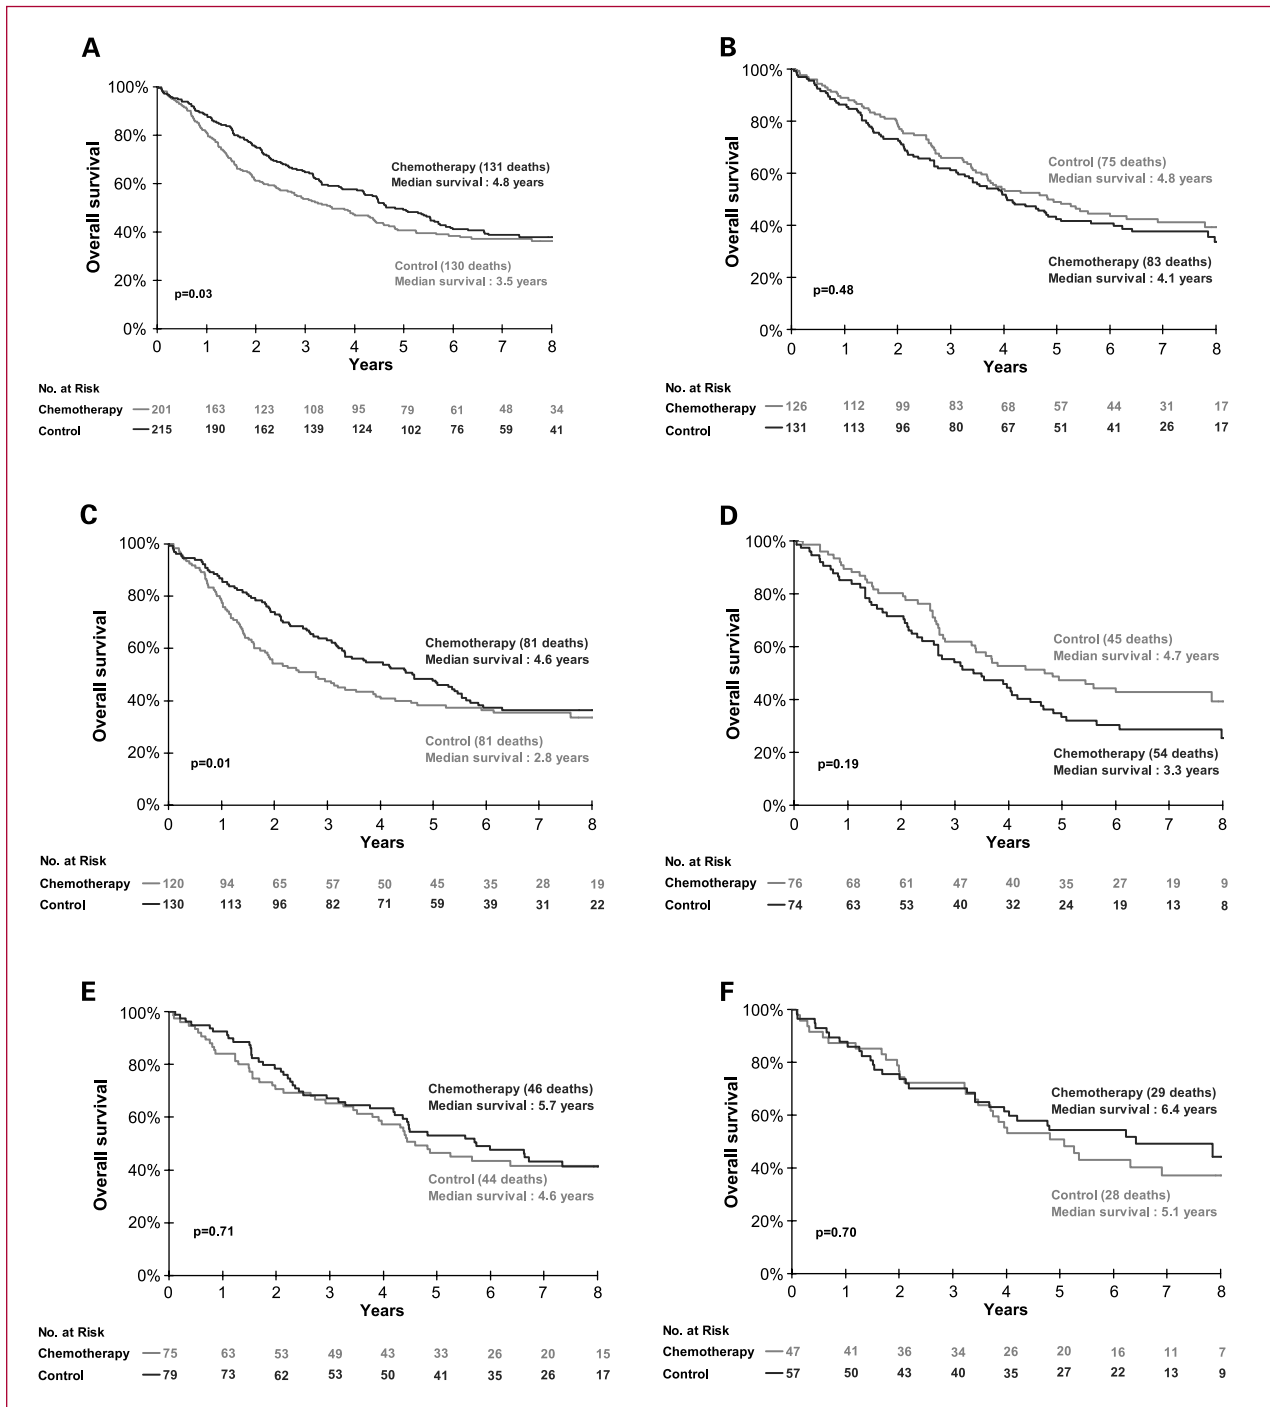 A
100%
80%
60%
40%
20%
0%
Overall survival
Chemotherapy (131 deaths)
Median survival : 4.8 years
Control (130 deaths)
Median survival : 3.5 years
p=0.03
0 1 2 3 4 5 6 7 8
Years
No. at Risk
Chemotherapy 201 163 123 108 95 79 61 48 34
Control 215 190 162 139 124 102 76 59 41
B
100%
80%
60%
40%
20%
0%
Overall survival
Control (75 deaths)
Median survival : 4.8 years
Chemotherapy (83 deaths)
Median survival : 4.1 years
p=0.48
0 1 2 3 4 5 6 7 8
Years
No. at Risk
Chemotherapy 126 112 99 83 68 57 44 31 17
Control 131 113 96 80 67 51 41 26 17
C
100%
80%
60%
40%
20%
0%
Overall survival
Chemotherapy (81 deaths)
Median survival : 4.6 years
Control (81 deaths)
Median survival : 2.8 years
p=0.01
0 1 2 3 4 5 6 7 8
Years
No. at Risk
Chemotherapy 120 94 65 57 50 45 35 28 19
Control 130 113 96 82 71 59 39 31 22
D
100%
80%
60%
40%
20%
0%
Overall survival
Control (45 deaths)
Median survival : 4.7 years
Chemotherapy (54 deaths)
Median survival : 3.3 years
p=0.19
0 1 2 3 4 5 6 7 8
Years
No. at Risk
Chemotherapy 76 68 61 47 40 35 27 19 9
Control 74 63 53 40 32 24 19 13 8
E
100%
80%
60%
40%
20%
0%
Overall survival
Chemotherapy (46 deaths)
Median survival : 5.7 years
Control (44 deaths)
Median survival : 4.6 years
p=0.71
0 1 2 3 4 5 6 7 8
Years
No. at Risk
Chemotherapy 75 63 53 49 43 33 26 20 15
Control 79 73 62 53 50 41 35 26 17
F
100%
80%
60%
40%
20%
0%
Overall survival
Chemotherapy (29 deaths)
Median survival : 6.4 years
Control (28 deaths)
Median survival : 5.1 years
p=0.70
0 1 2 3 4 5 6 7 8
Years
No. at Risk
Chemotherapy 47 41 36 34 26 20 16 11 7
Control 57 50 43 40 35 27 22 13 9